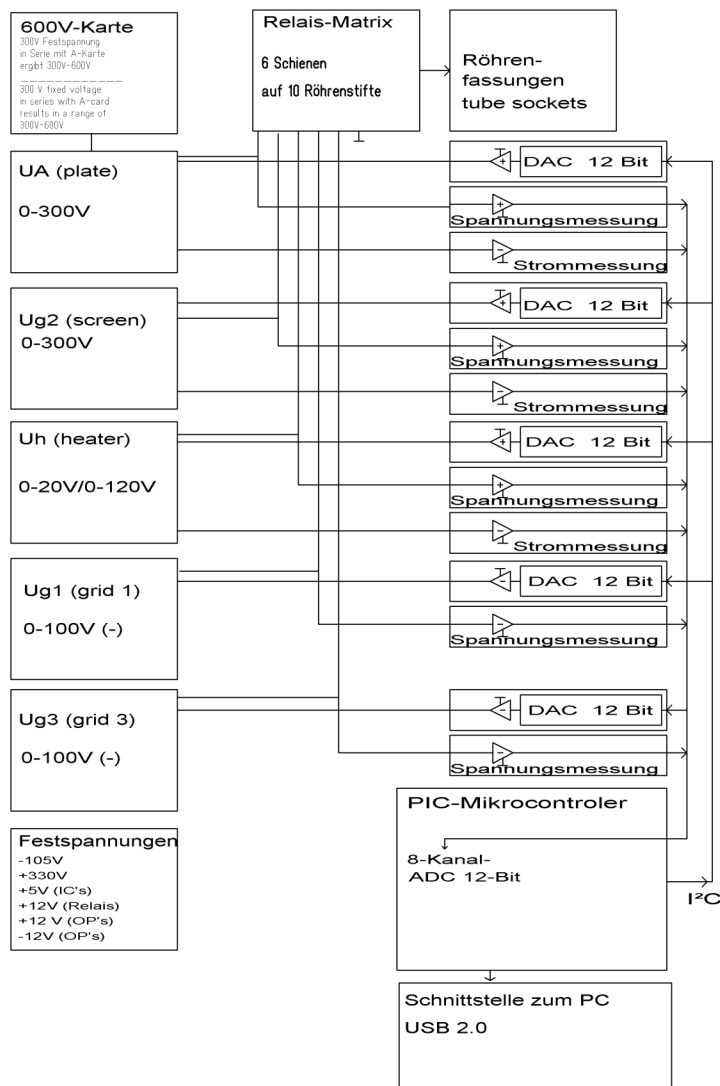 600V-Karte
300V Festspannung
in Serie mit A-Karte
ergibt 300V-600V
300 V fixed voltage
in series with A-card
results in a range of
300V-600V
Relais-Matrix
6 Schienen
auf 10 Röhrenstifte
Röhren-
fassungen
tube sockets
UA (plate)
0-300V
DAC 12 Bit
Spannungsmessung
Strommessung
Ug2 (screen)
0-300V
DAC 12 Bit
Spannungsmessung
Strommessung
Uh (heater)
0-20V/0-120V
DAC 12 Bit
Spannungsmessung
Strommessung
Ug1 (grid 1)
0-100V (-)
DAC 12 Bit
Spannungsmessung
Ug3 (grid 3)
0-100V (-)
DAC 12 Bit
Spannungsmessung
Festspannungen
-105V
+330V
+5V (IC's)
+12V (Relais)
+12 V (OP's)
-12V (OP's)
PIC-Mikrocontroler
8-Kanal-
ADC 12-Bit
I²C
Schnittstelle zum PC
USB 2.0